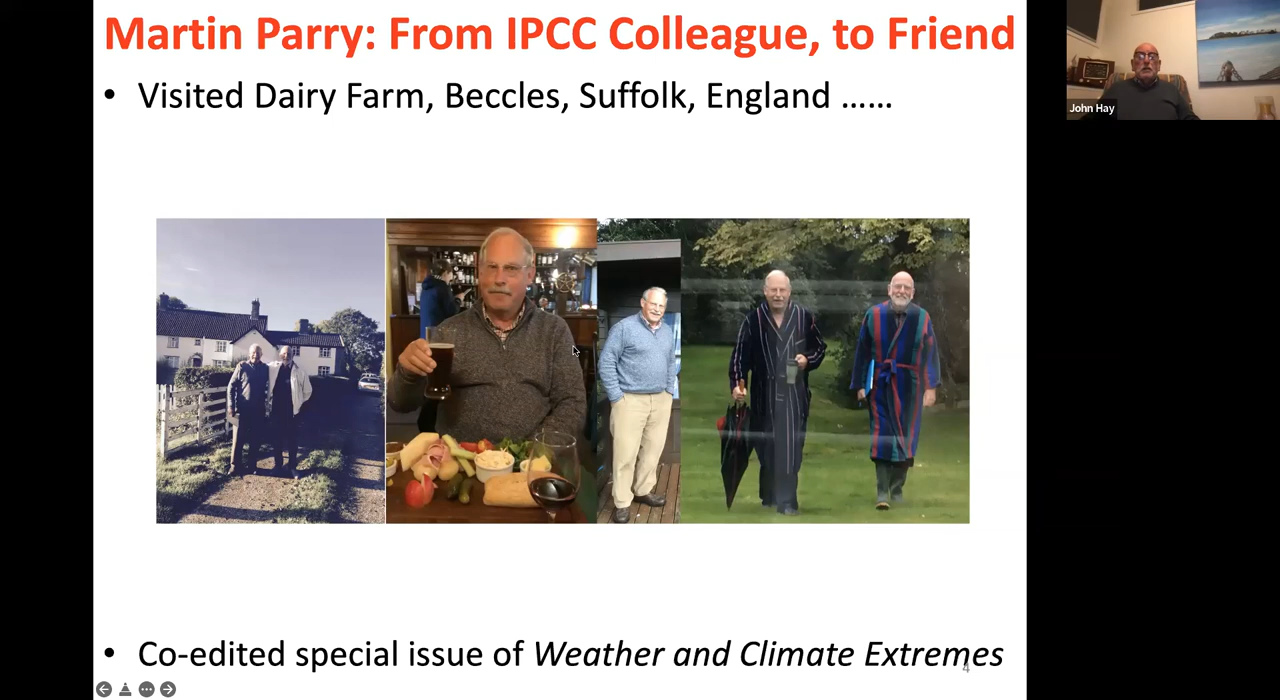 Martin Parry: From IPCC Colleague, to Friend
• Visited Dairy Farm, Beccles, Suffolk, England ……
John Hay
• Co-edited special issue of Weather and Climate Extremes
4